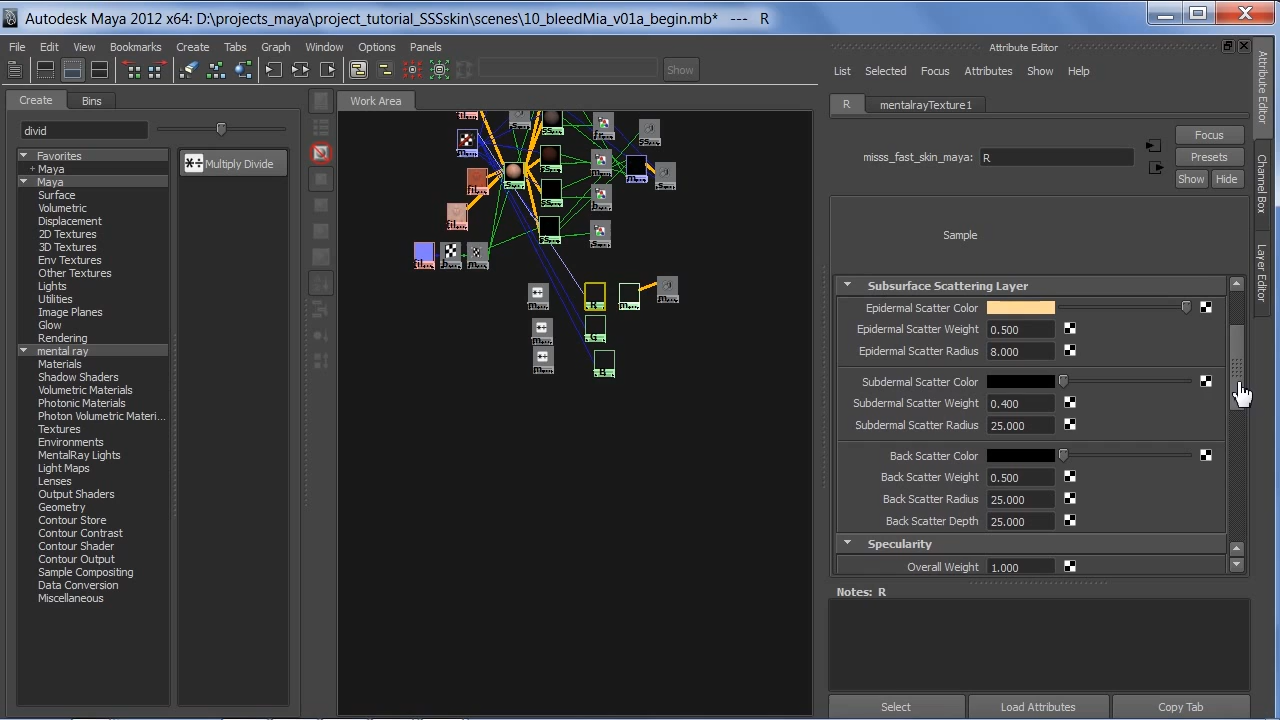 Autodesk Maya 2012 x64: D:\projects_maya\project_tutorial_SSSskin\scenes\10_bleedMia_v01a_begin.mb* --- R
File Edit View Bookmarks Create Tabs Graph Window Options Panels
Show
Create Bins
divid
Favorites
+ Maya
Maya
Surface
Volumetric
Displacement
2D Textures
3D Textures
Env Textures
Other Textures
Lights
Utilities
Image Planes
Glow
Rendering
mental ray
Materials
Shadow Shaders
Volumetric Materials
Photonic Materials
Photon Volumetric Materi...
Textures
Environments
MentalRay Lights
Light Maps
Lenses
Output Shaders
Geometry
Contour Store
Contour Contrast
Contour Shader
Contour Output
Sample Compositing
Data Conversion
Miscellaneous
Multiply Divide
Work Area
R
G
B
Attribute Editor
List Selected Focus Attributes Show Help
R mentalrayTexture1
misss_fast_skin_maya: R
Focus
Presets
Show Hide
Sample
Subsurface Scattering Layer
Epidermal Scatter Color
Epidermal Scatter Weight 0.500
Epidermal Scatter Radius 8.000
Subdermal Scatter Color
Subdermal Scatter Weight 0.400
Subdermal Scatter Radius 25.000
Back Scatter Color
Back Scatter Weight 0.500
Back Scatter Radius 25.000
Back Scatter Depth 25.000
Specularity
Overall Weight 1.000
Notes: R
Select Load Attributes Copy Tab
Attribute Editor
Channel Box
Layer Editor